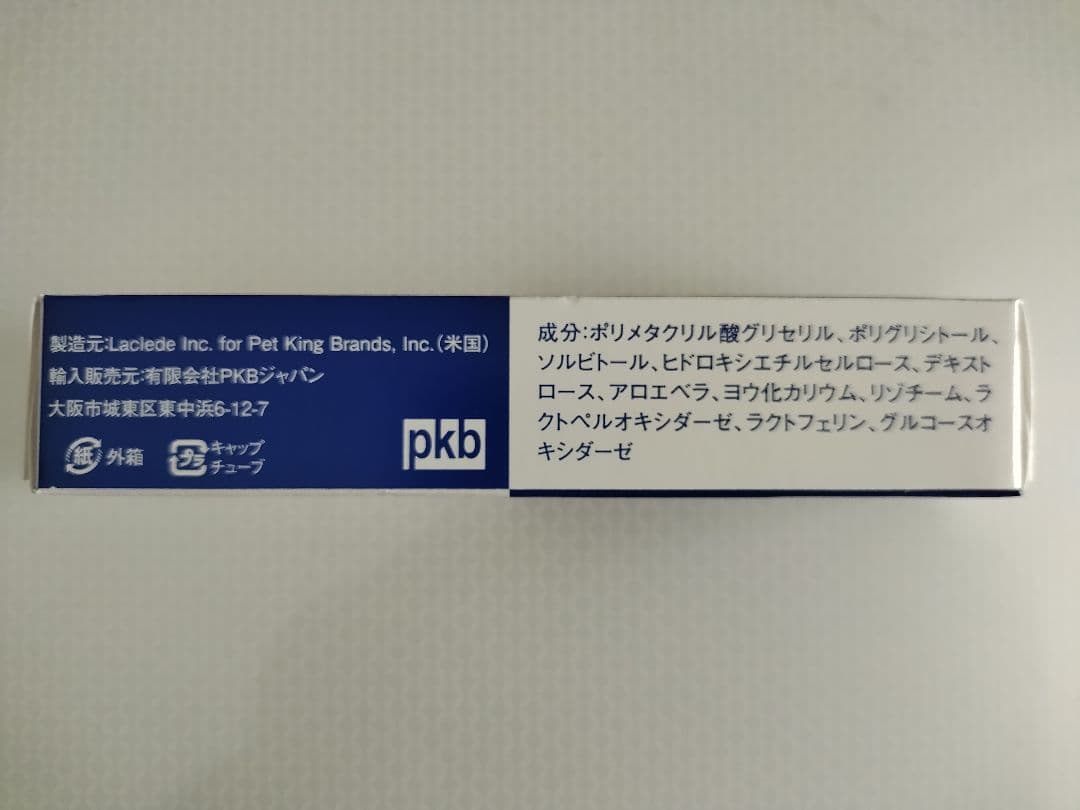 製造元:Laclede Inc. for Pet King Brands, Inc.(米国)
輸入販売元:有限会社PKBジャパン
大阪市城東区東中浜6-12-7
紙 外箱
プラ キャップ
チューブ
pkb
成分:ポリメタクリル酸グリセリル、ポリグリシトール、
ソルビトール、ヒドロキシエチルセルロース、デキスト
ロース、アロエベラ、ヨウ化カリウム、リゾチーム、ラ
クトペルオキシダーゼ、ラクトフェリン、グルコースオ
キシダーゼ